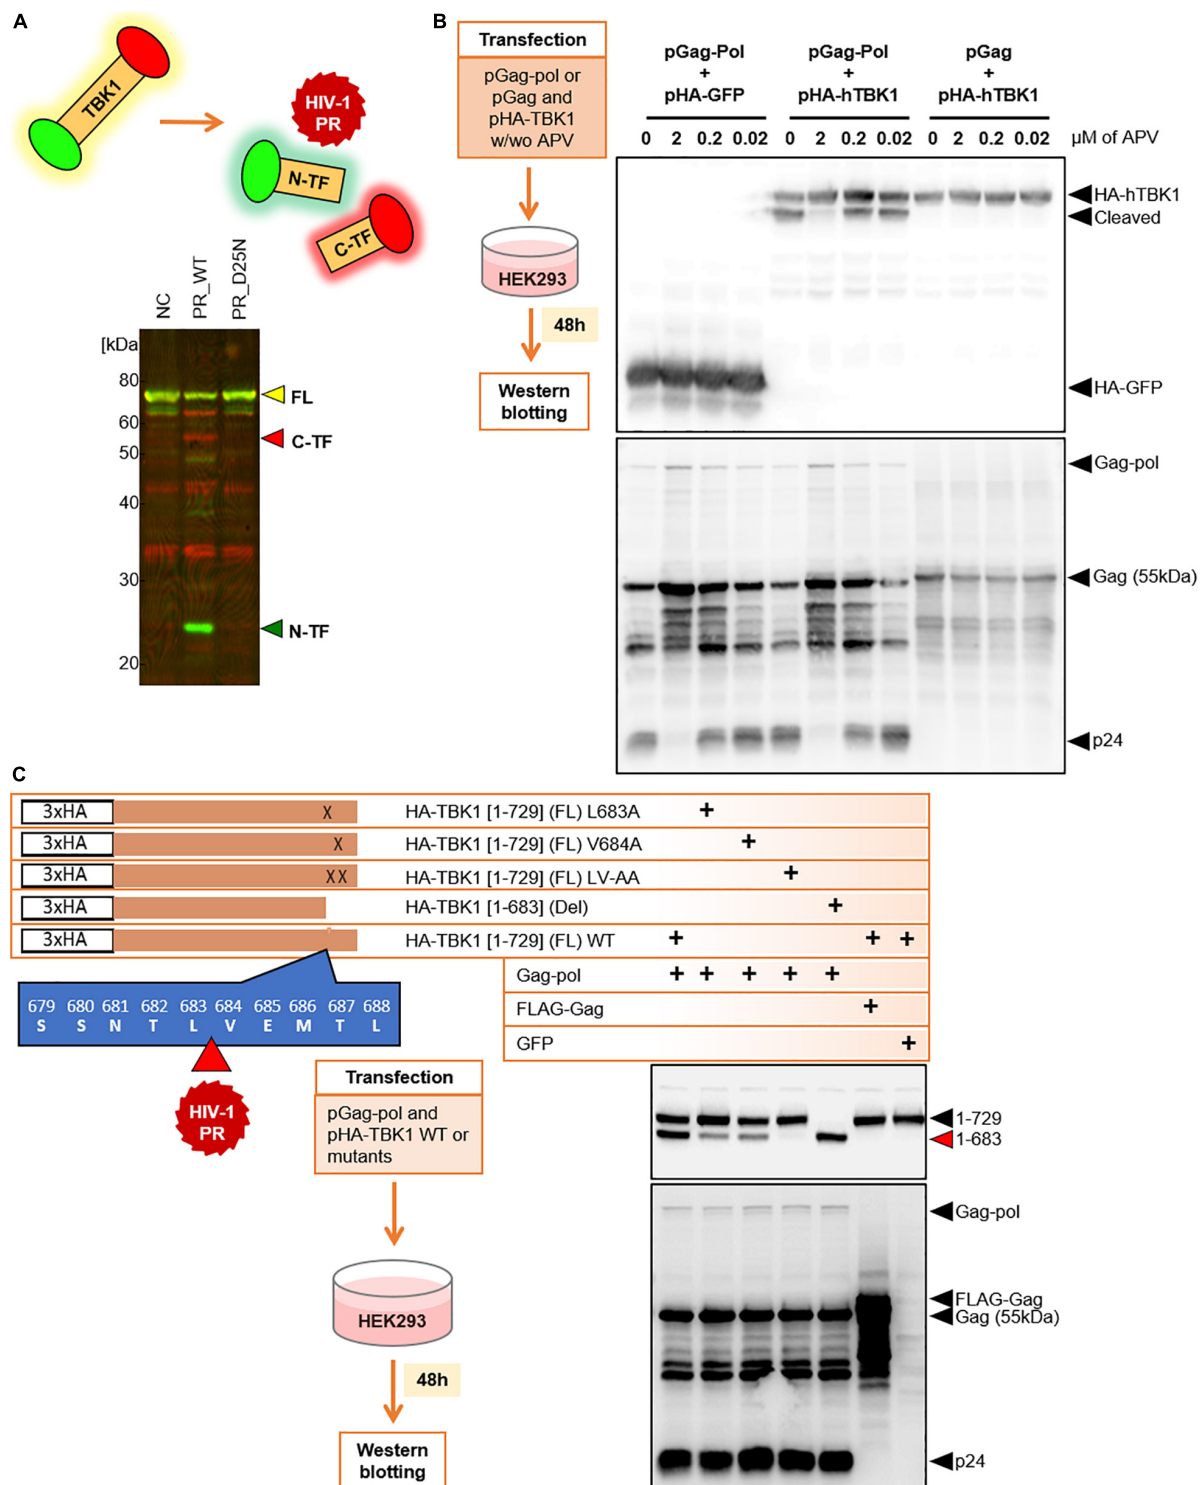 A
TBK1
HIV-1
PR
N-TF
C-TF
NC
PR_WT
PR_D25N
[kDa
80
60
50
40
30
20
FL
C-TF
N-TF
B
Transfection
pGag-pol or
pGag and
pHA-TBK1
w/wo APV
HEK293
48h
Western
blotting
pGag-Pol
+
pHA-GFP
pGag-Pol
+
pHA-hTBK1
pGag
+
pHA-hTBK1
0 2 0.2 0.02 0 2 0.2 0.02 0 2 0.2 0.02 µM of APV
HA-hTBK1
Cleaved
HA-GFP
Gag-pol
Gag (55kDa)
p24
C
3xHA X HA-TBK1 [1-729] (FL) L683A +
3xHA X HA-TBK1 [1-729] (FL) V684A +
3xHA XX HA-TBK1 [1-729] (FL) LV-AA +
3xHA HA-TBK1 [1-683] (Del) +
3xHA HA-TBK1 [1-729] (FL) WT + + +
Gag-pol + + + + +
FLAG-Gag +
GFP +
679 680 681 682 683 684 685 686 687 688
S S N T L V E M T L
HIV-1
PR
Transfection
pGag-pol and
pHA-TBK1 WT or
mutants
HEK293
48h
Western
blotting
1-729
1-683
Gag-pol
FLAG-Gag
Gag (55kDa)
p24